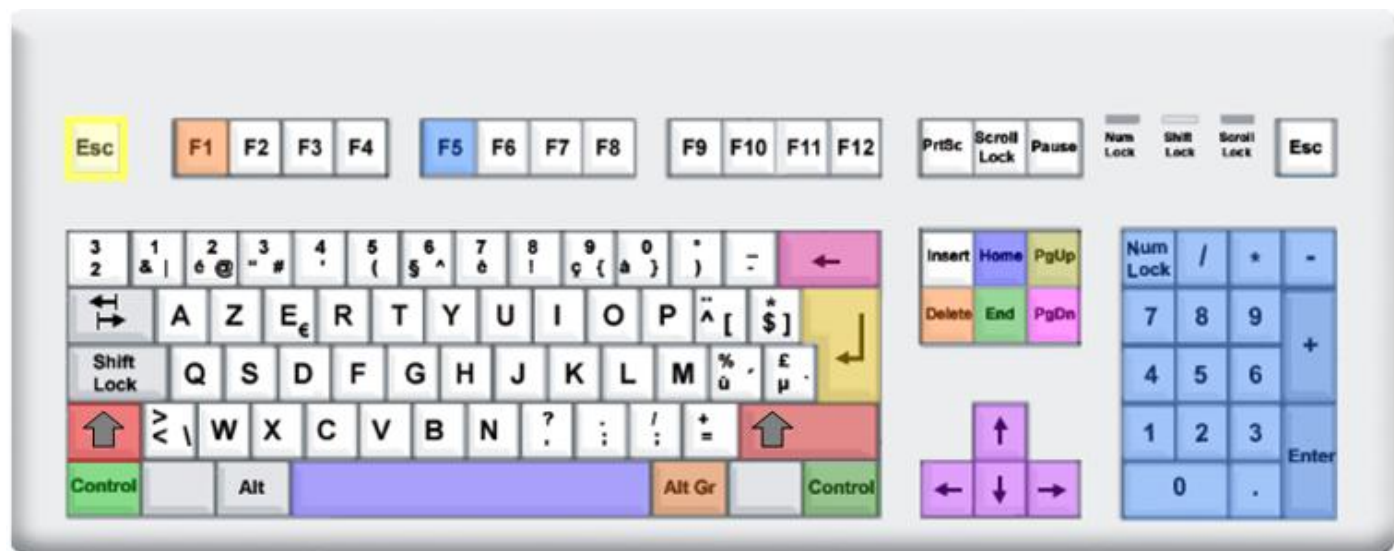 Esc F1 F2 F3 F4 F5 F6 F7 F8 F9 F10 F11 F12 PrtSc Scroll Lock Pause Num Lock Shift Lock Scroll Lock Esc
3 2 1 & | 2 é @ 3 " # 4 ' 5 ( 6 § ^ 7 è 8 ! 9 ç { 0 à } ° ) _ - ← Insert Home PgUp Num Lock / * -
A Z E € R T Y U I O P ¨ ^ [ * $ ] Delete End PgDn 7 8 9 +
Shift Lock Q S D F G H J K L M % ù ´ £ µ 4 5 6
> < \ W X C V B N ? , . ; / : + = ↑ 1 2 3 Enter
Control Alt Alt Gr Control ← ↓ → 0 .